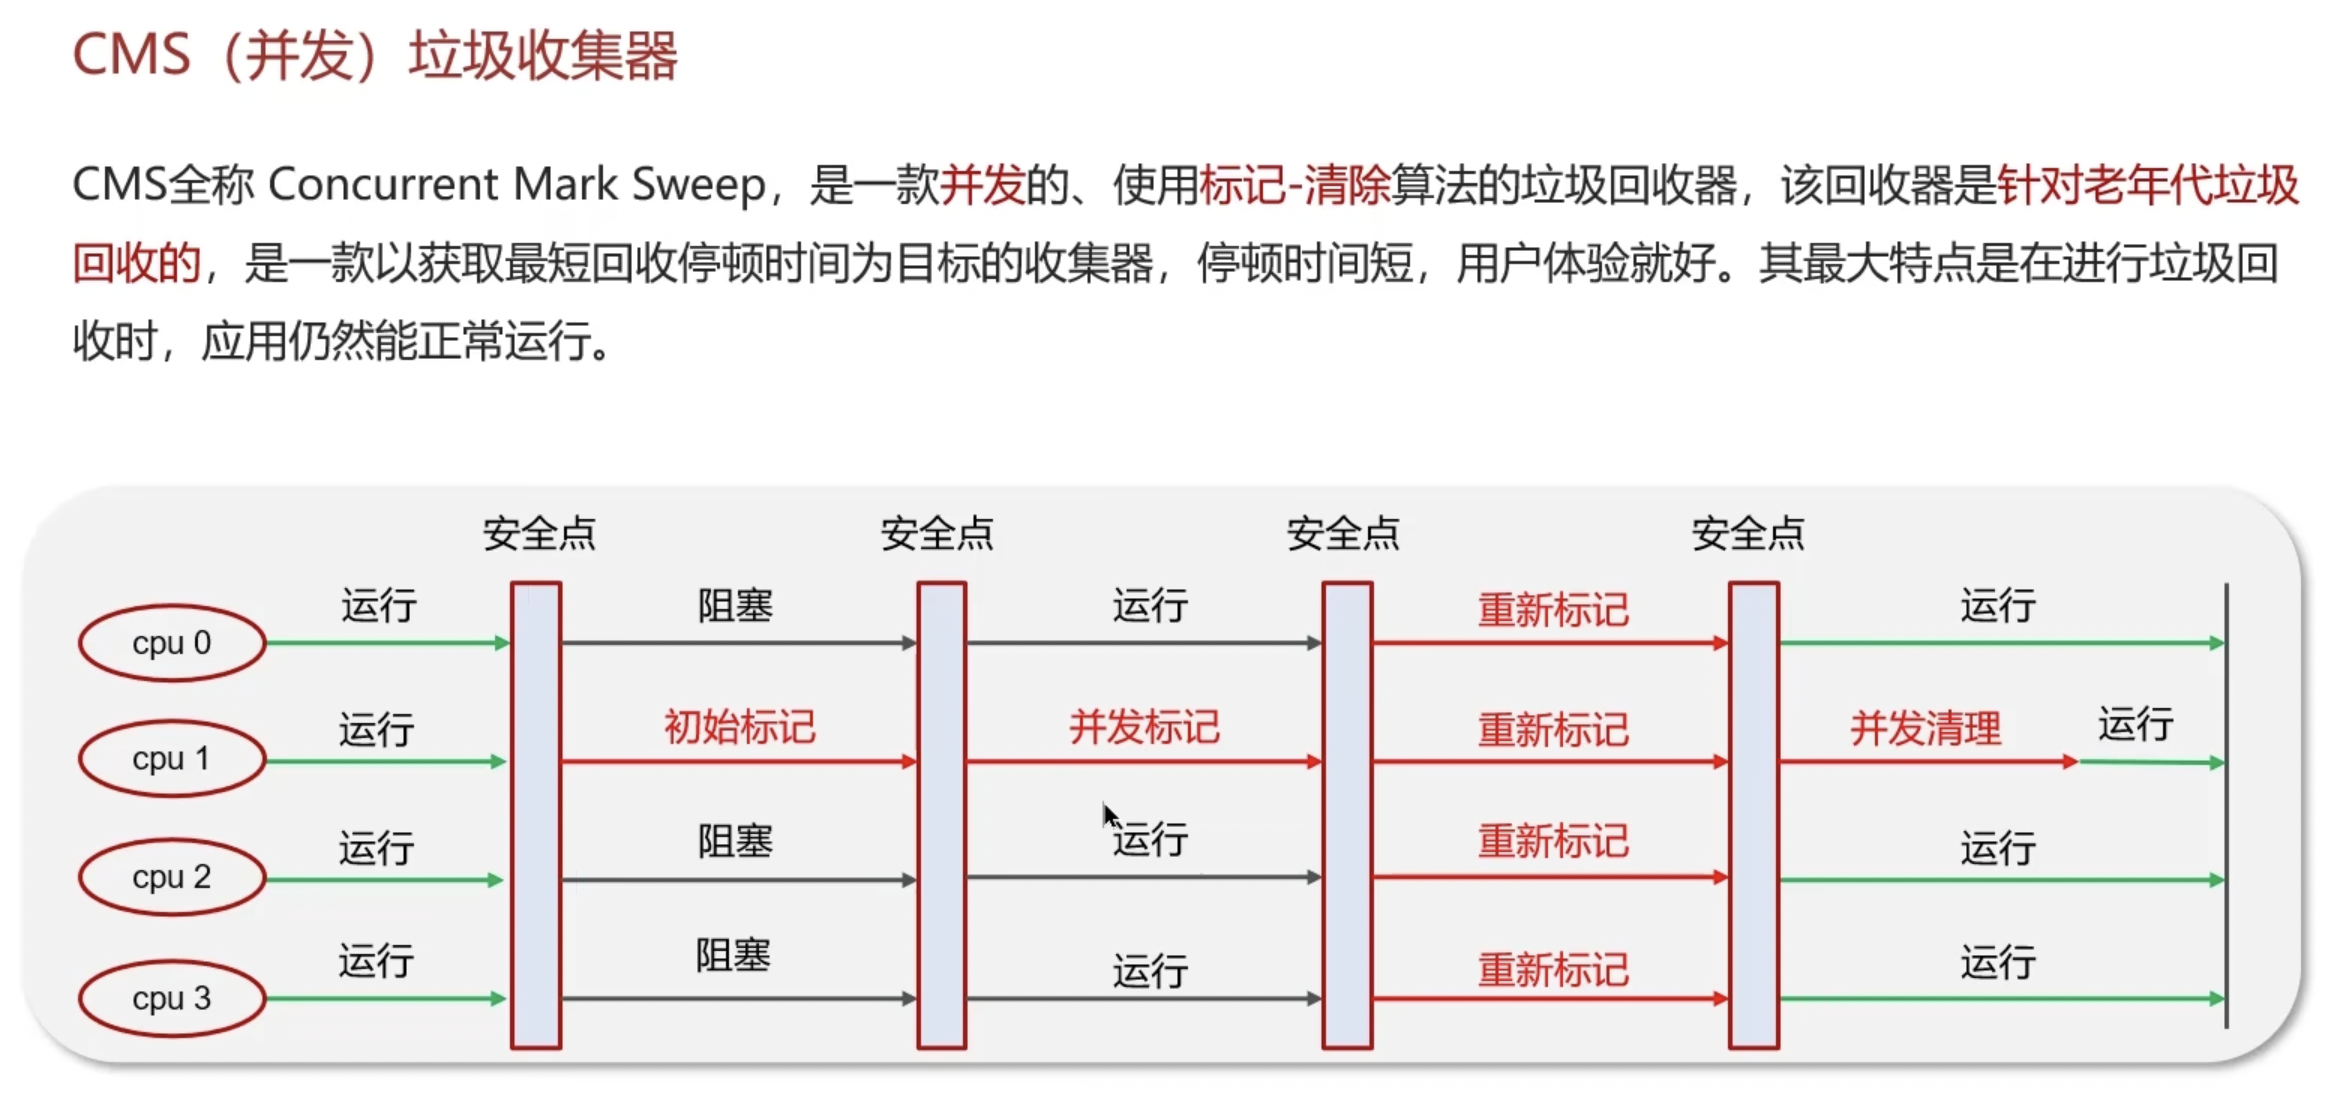 CMS（并发）垃圾收集器
CMS全称 Concurrent Mark Sweep，是一款并发的、使用标记-清除算法的垃圾回收器，该回收器是针对老年代垃圾
回收的，是一款以获取最短回收停顿时间为目标的收集器，停顿时间短，用户体验就好。其最大特点是在进行垃圾回
收时，应用仍然能正常运行。
安全点 安全点 安全点 安全点
运行 阻塞 运行 重新标记 运行
cpu 0
运行 初始标记 并发标记 重新标记 并发清理 运行
cpu 1
运行 阻塞 运行 重新标记 运行
cpu 2
运行 阻塞 运行 重新标记 运行
cpu 3